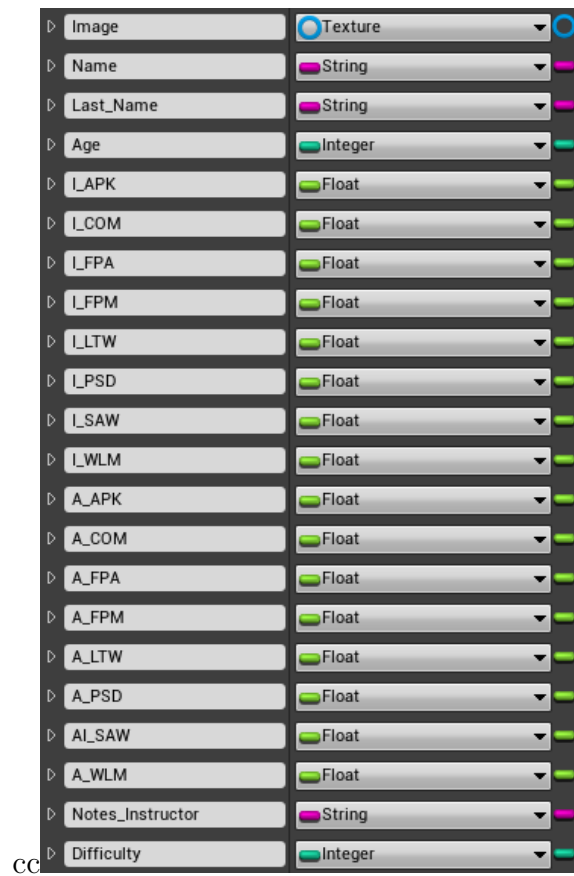 Image Texture
Name String
Last_Name String
Age Integer
I_APK Float
I_COM Float
I_FPA Float
I_FPM Float
I_LTW Float
I_PSD Float
I_SAW Float
I_WLM Float
A_APK Float
A_COM Float
A_FPA Float
A_FPM Float
A_LTW Float
A_PSD Float
AI_SAW Float
A_WLM Float
Notes_Instructor String
cc Difficulty Integer